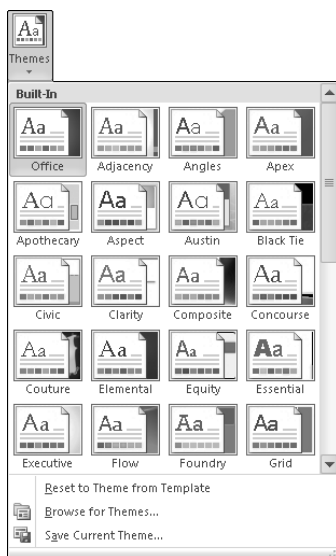 Aa
Themes
Built-In
Aa Aa Aa Aa
Office Adjacency Angles Apex
Aa Aa Aa Aa
Apothecary Aspect Austin Black Tie
Aa Aa Aa Aa
Civic Clarity Composite Concourse
Aa Aa Aa Aa
Couture Elemental Equity Essential
Aa Aa Aa Aa
Executive Flow Foundry Grid
Reset to Theme from Template
Browse for Themes...
Save Current Theme...